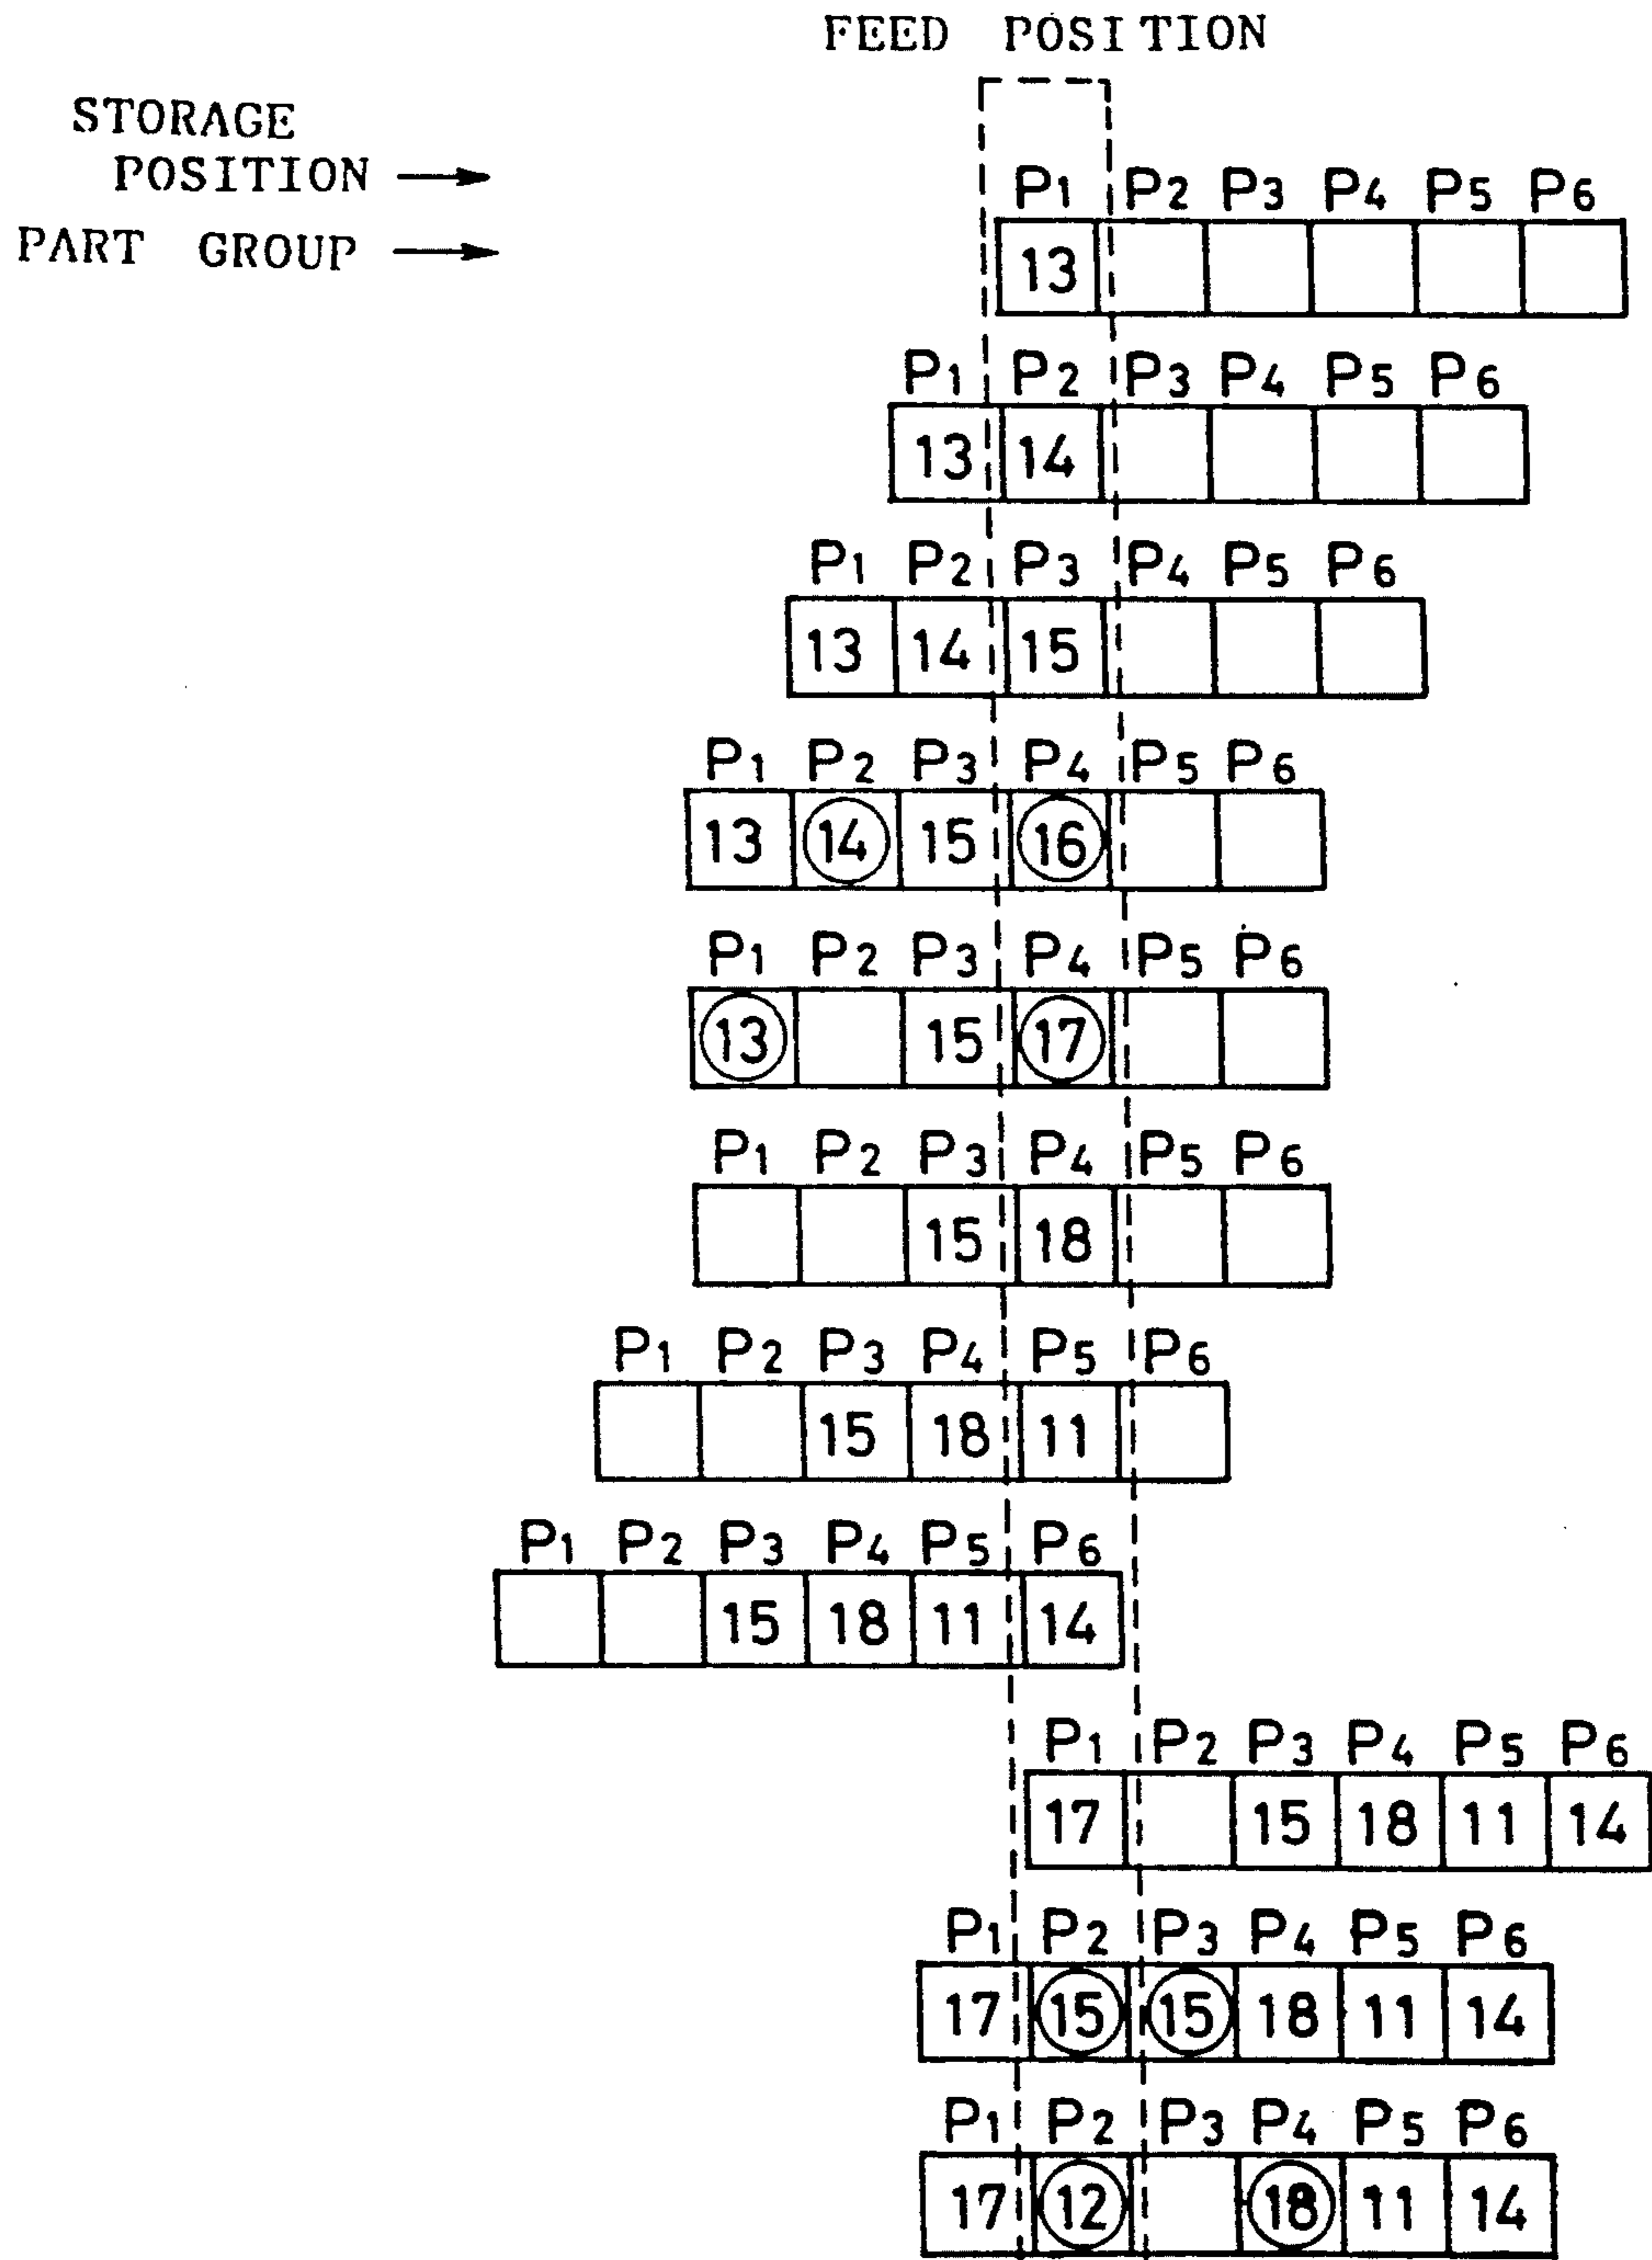 FEED POSITION
STORAGE
POSITION →
P1 P2 P3 P4 P5 P6
PART GROUP →
13
P1 P2 P3 P4 P5 P6
13 14
P1 P2 P3 P4 P5 P6
13 14 15
P1 P2 P3 P4 P5 P6
13 14 15 16
P1 P2 P3 P4 P5 P6
13 15 17
P1 P2 P3 P4 P5 P6
15 18
P1 P2 P3 P4 P5 P6
15 18 11
P1 P2 P3 P4 P5 P6
15 18 11 14
P1 P2 P3 P4 P5 P6
17 15 18 11 14
P1 P2 P3 P4 P5 P6
17 15 15 18 11 14
P1 P2 P3 P4 P5 P6
17 12 18 11 14